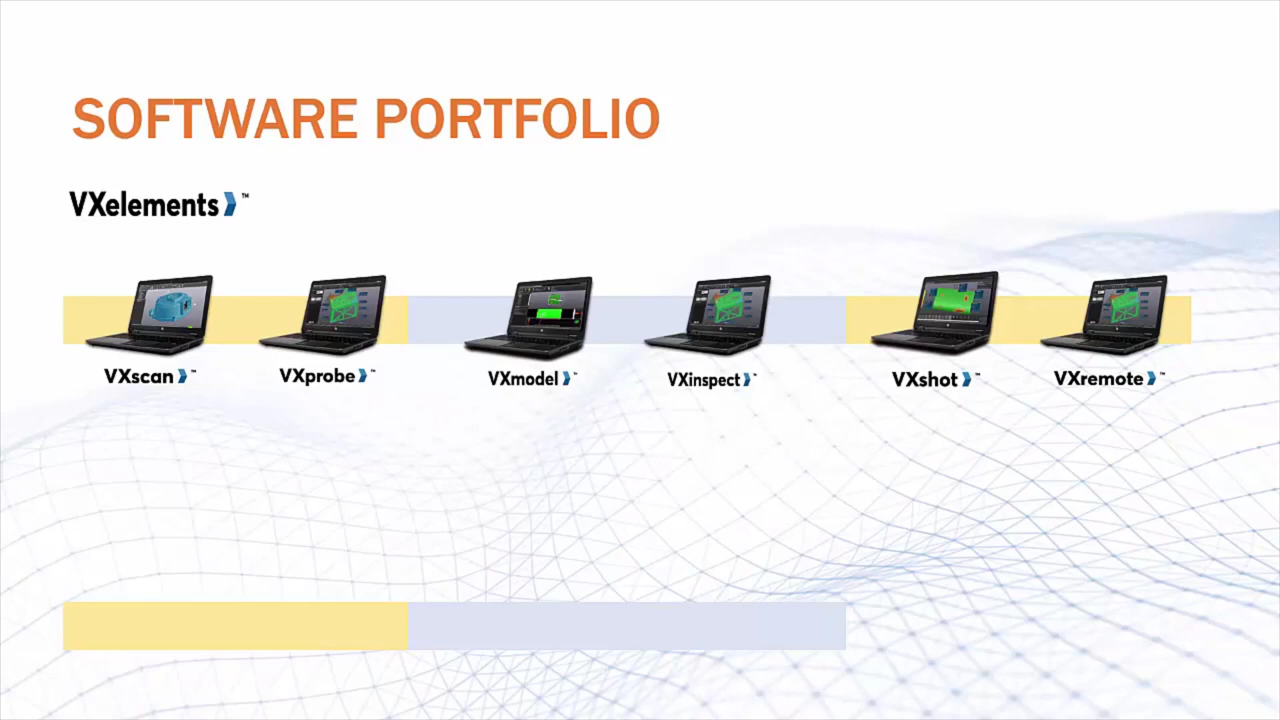 SOFTWARE PORTFOLIO
VXelements™
VXscan™ VXprobe™ VXmodel™ VXinspect™ VXshot™ VXremote™